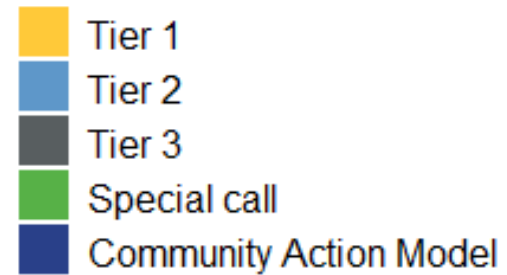 Tier 1
Tier 2
Tier 3
Special call
Community Action Model